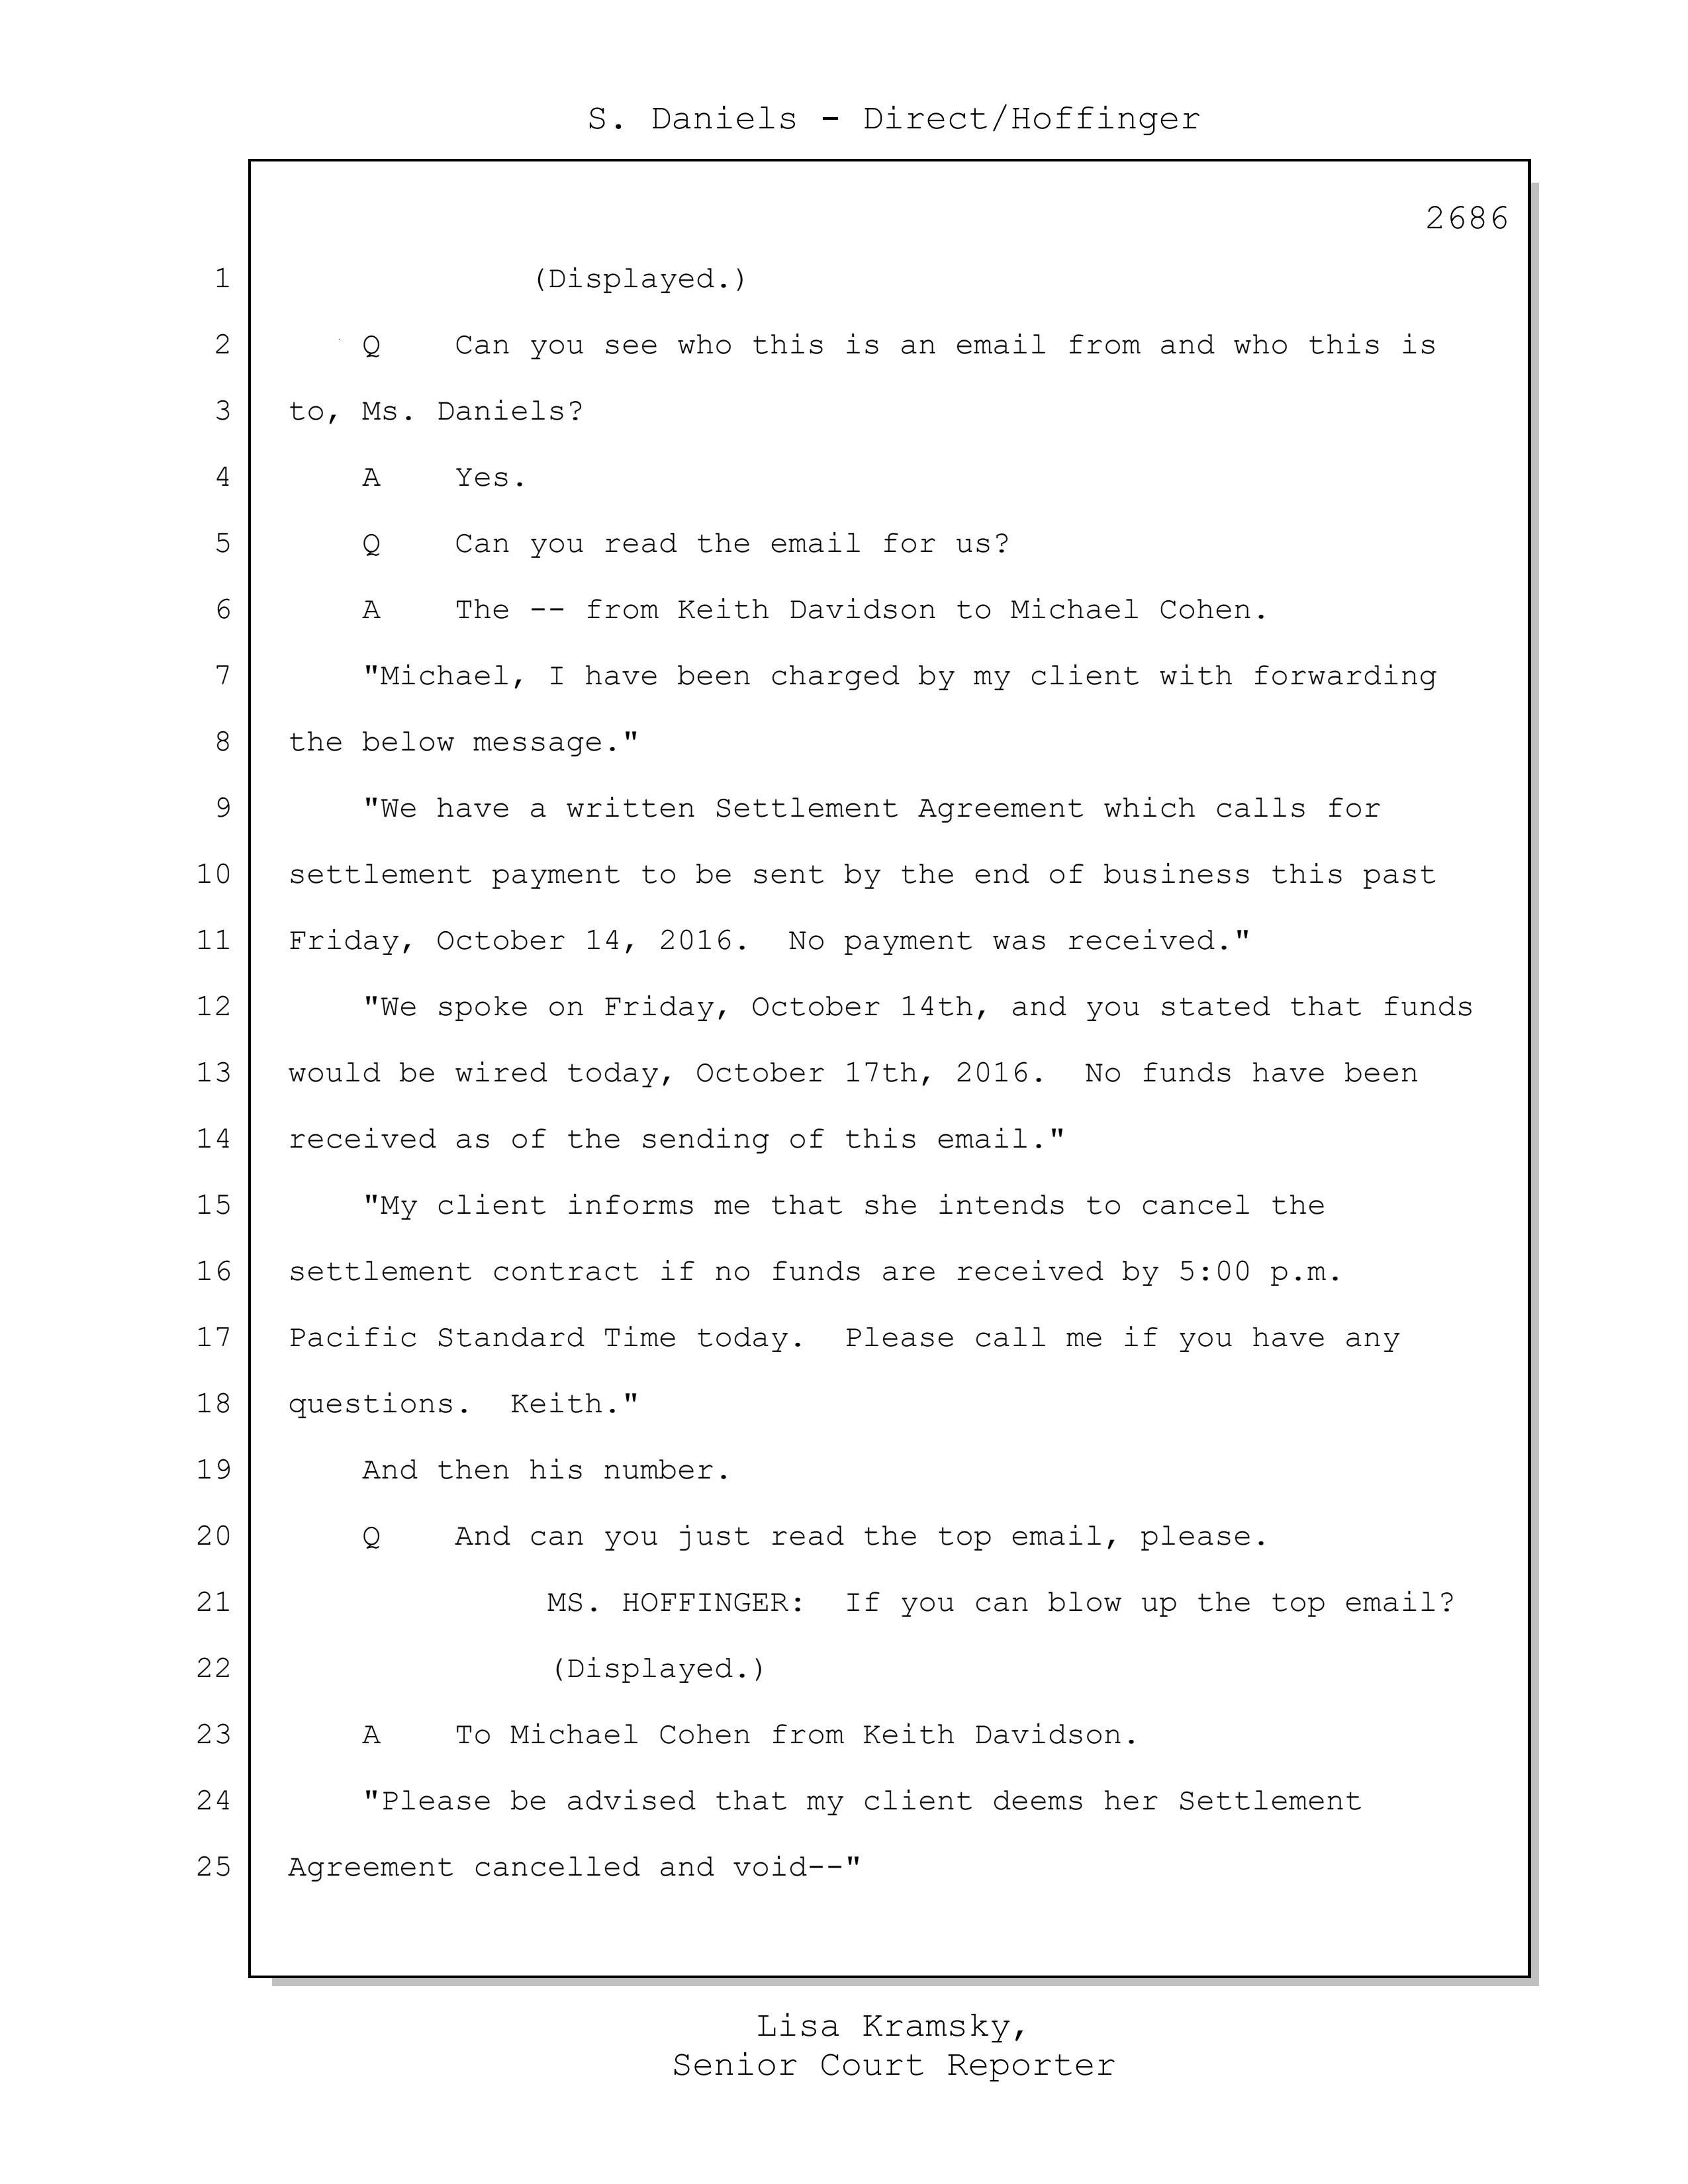 S. Daniels - Direct/Hoffinger
2686
1 (Displayed.)
2 Q Can you see who this is an email from and who this is
3 to, Ms. Daniels?
4 A Yes.
5 Q Can you read the email for us?
6 A The -- from Keith Davidson to Michael Cohen.
7 "Michael, I have been charged by my client with forwarding
8 the below message."
9 "We have a written Settlement Agreement which calls for
10 settlement payment to be sent by the end of business this past
11 Friday, October 14, 2016. No payment was received."
12 "We spoke on Friday, October 14th, and you stated that funds
13 would be wired today, October 17th, 2016. No funds have been
14 received as of the sending of this email."
15 "My client informs me that she intends to cancel the
16 settlement contract if no funds are received by 5:00 p.m.
17 Pacific Standard Time today. Please call me if you have any
18 questions. Keith."
19 And then his number.
20 Q And can you just read the top email, please.
21 MS. HOFFINGER: If you can blow up the top email?
22 (Displayed.)
23 A To Michael Cohen from Keith Davidson.
24 "Please be advised that my client deems her Settlement
25 Agreement cancelled and void--"
Lisa Kramsky,
Senior Court Reporter